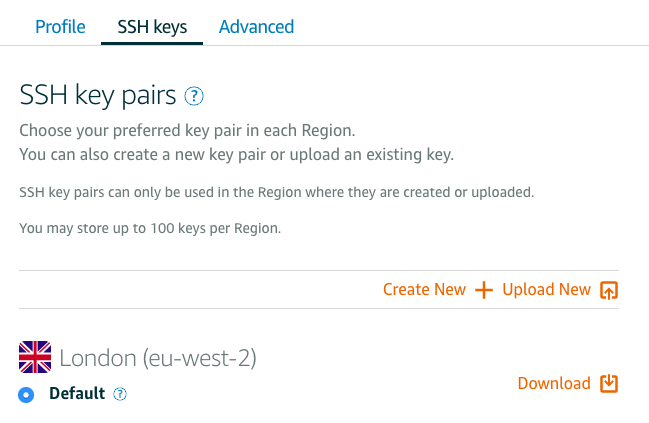 Profile SSH keys Advanced
SSH key pairs ?
Choose your preferred key pair in each Region.
You can also create a new key pair or upload an existing key.
SSH key pairs can only be used in the Region where they are created or uploaded.
You may store up to 100 keys per Region.
Create New + Upload New
London (eu-west-2)
Default ?
Download